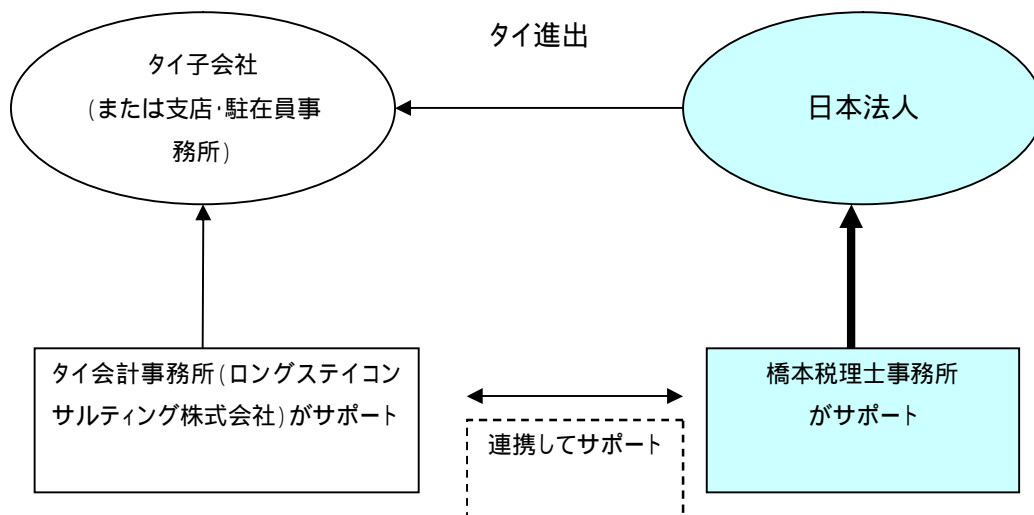 タイ進出
タイ子会社
(または支店・駐在員事
務所)
日本法人
タイ会計事務所(ロングステイコン
サルティング株式会社)がサポート
連携してサポート
橋本税理士事務所
がサポート